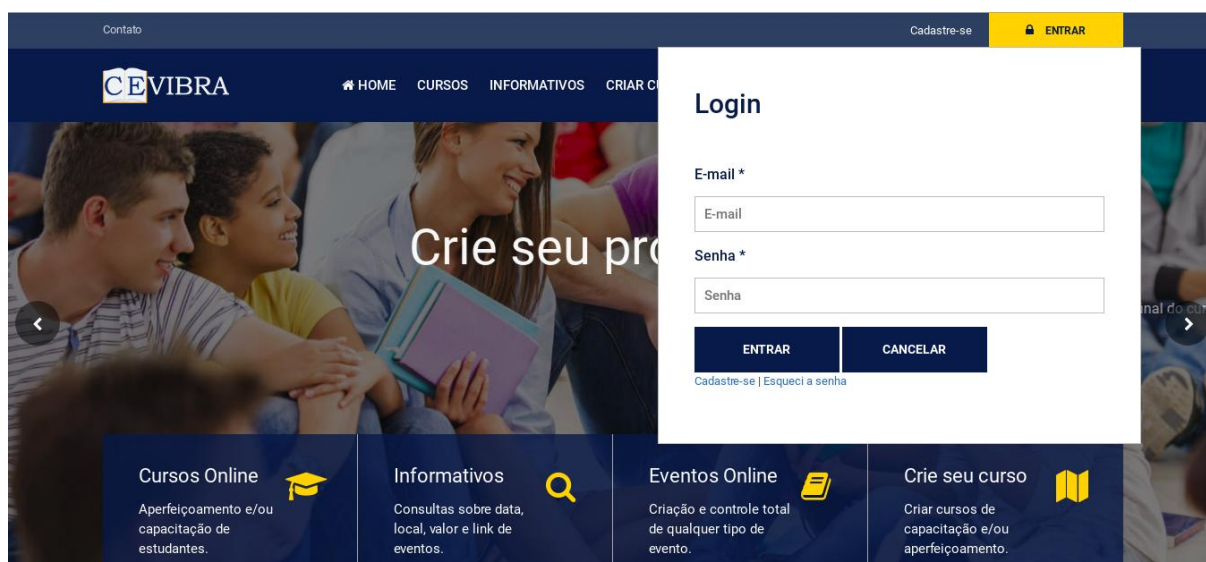 Contato
Cadastre-se
ENTRAR
CEVIBRA
HOME CURSOS INFORMATIVOS CRIAR
Login
E-mail *
E-mail
Crie seu
Senha *
Senha
do
ENTRAR CANCELAR
Cadastre-se | Esqueci a senha
Cursos Online
Aperfeiçoamento e/ou
capacitação de
estudantes.
Informativos
Consultas sobre data,
local, valor e link de
eventos.
Eventos Online
Criação e controle total
de qualquer tipo de
evento.
Crie seu curso
Criar cursos de
capacitação e/ou
aperfeiçoamento.